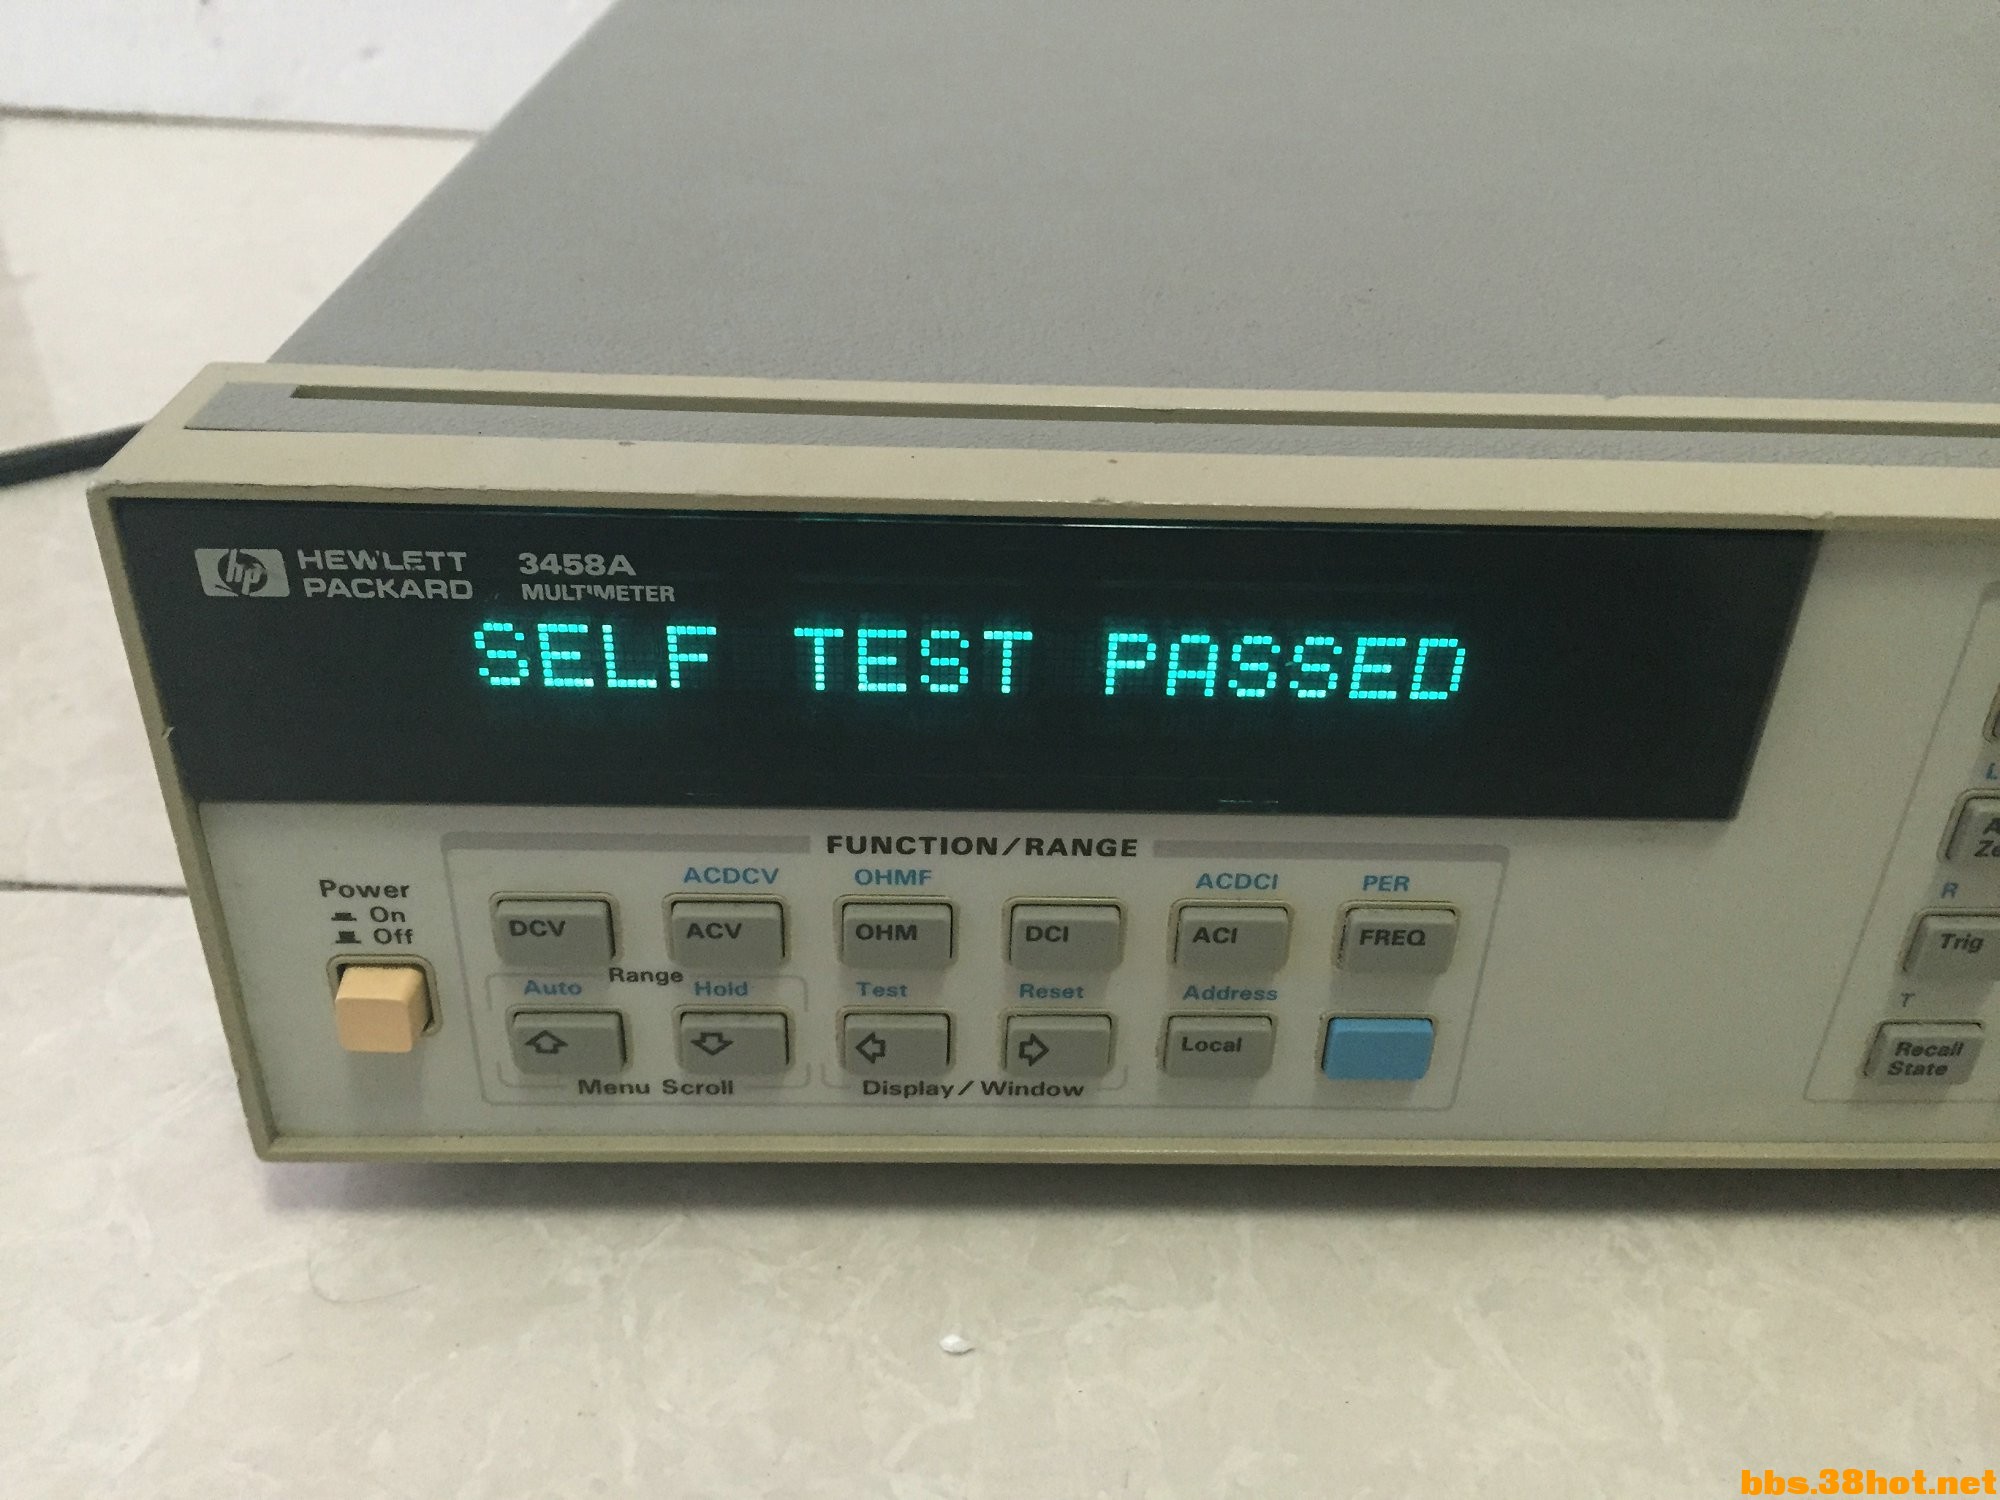 hp HEWLETT PACKARD
3458A
MULTIMETER
SELF TEST PASSED
FUNCTION/RANGE
Power
On
Off
ACDCV OHMF ACDCI PER
DCV ACV OHM DCI ACI FREQ
Range
Auto Hold Test Reset Address
Local
Menu Scroll Display/Window
L
R
Trig
T
Recall
State
bbs.38hot.net